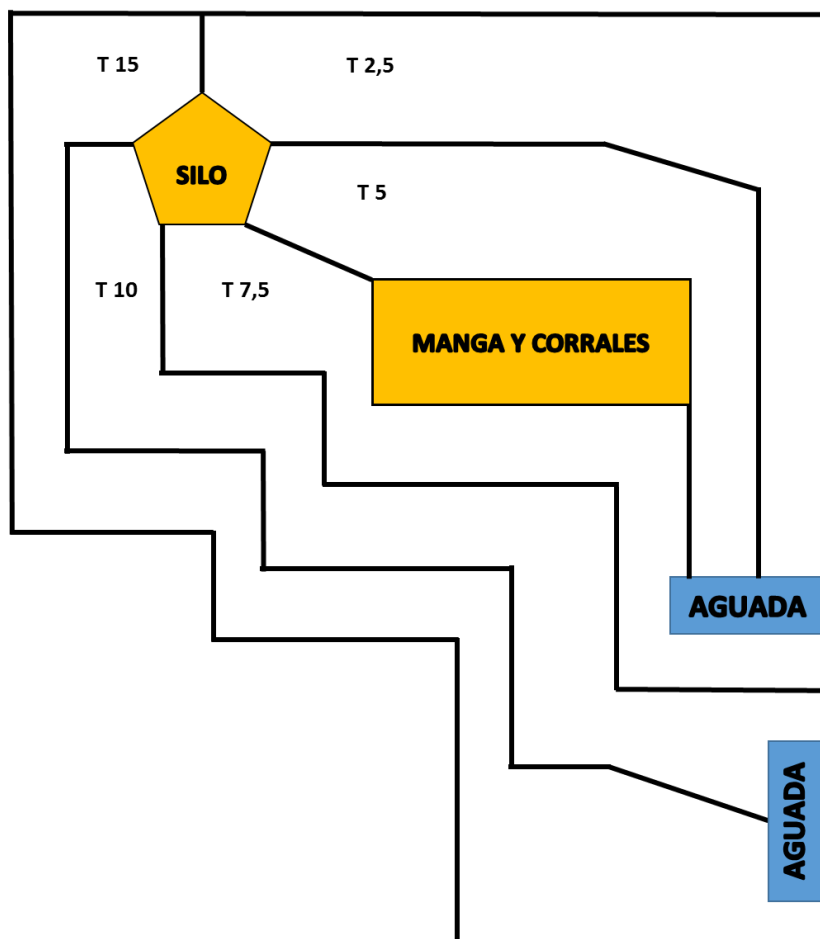 T 15
T 2,5
SILO
T 5
T 10
T 7,5
MANGA Y CORRALES
AGUADA
AGUADA